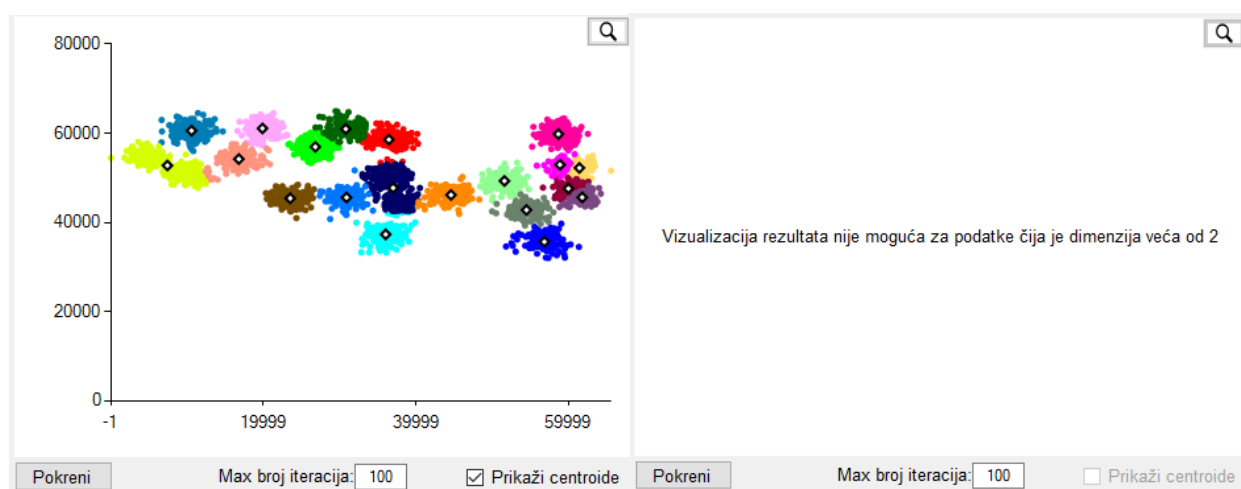 80000
60000
40000
20000
0
-1 19999 39999 59999
Pokreni Max broj iteracija: 100 Prikaži centroide
Vizualizacija rezultata nije moguća za podatke čija je dimenzija veća od 2
Pokreni Max broj iteracija: 100 Prikaži centroide